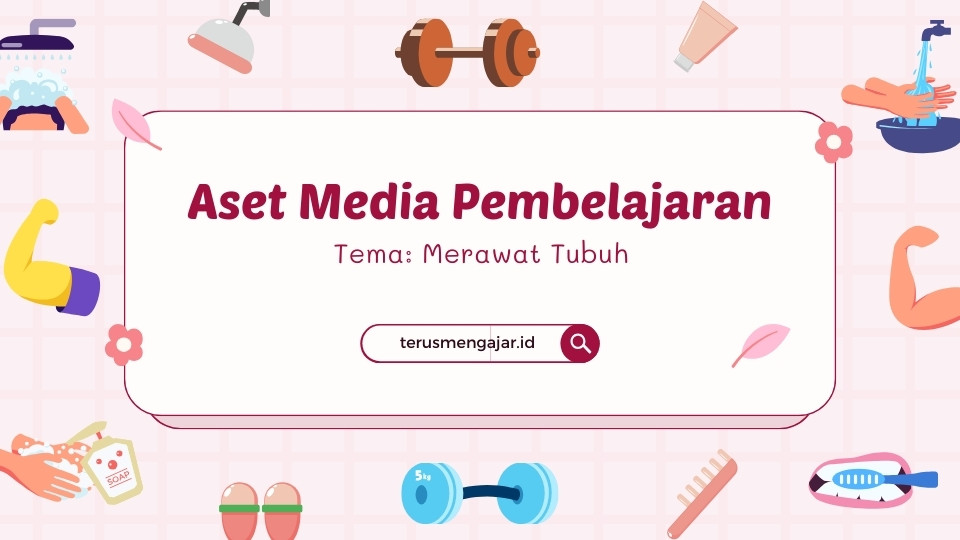 Aset Media Pembelajaran
Tema: Merawat Tubuh
terusmengajar.id
SOAP
5kg